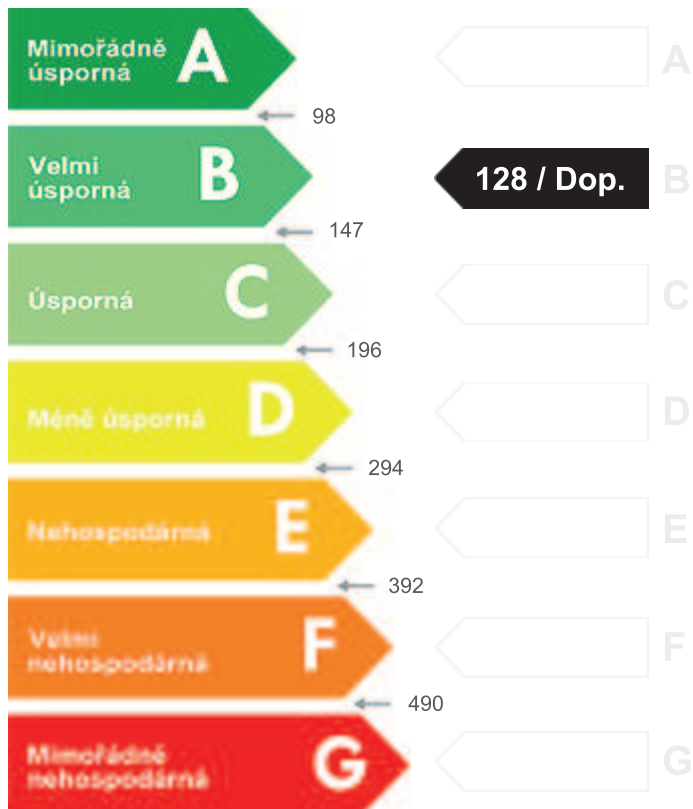 Mimořádně
úsporná
A
A
98
Velmi
úsporná
B
128 / Dop.
B
147
Úsporná
C
C
196
Méně úsporná
D
D
294
Nehospodárná
E
E
392
Velmi
nehospodárná
F
F
490
Mimořádně
nehospodárná
G
G